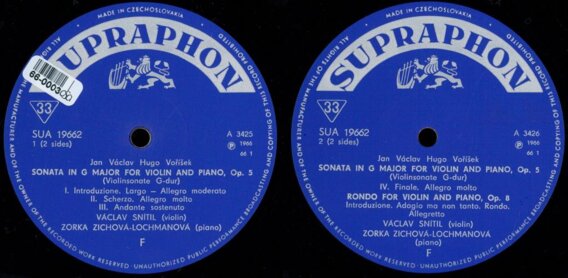 MADE IN CZECHOSLOVAKIA
SUPRAPHON
66-0003
33
SUA 19662
1 (2 sides)
A 3425
Ⓟ 1966
66 1
Jan Václav Hugo Voříšek
SONATA IN G MAJOR FOR VIOLIN AND PIANO, Op. 5
(Violinsonate G-dur)
I. Introduzione. Largo - Allegro moderato
II. Scherzo. Allegro molto
III. Andante sostenuto
VÁCLAV SNÍTIL (violin)
ZORKA ZICHOVÁ-LOCHMANOVÁ (piano)
F
ALL RIGHTS OF THE MANUFACTURER AND OF THE OWNER OF THE RECORDED WORK RESERVED · UNAUTHORIZED PUBLIC PERFORMANCE BROADCASTING AND COPYING OF THIS RECORD PROHIBITED
MADE IN CZECHOSLOVAKIA
SUPRAPHON
33
SUA 19662
2 (2 sides)
A 3426
Ⓟ 1966
66 1
Jan Václav Hugo Voříšek
SONATA IN G MAJOR FOR VIOLIN AND PIANO, Op. 5
(Violinsonate G-dur)
IV. Finale. Allegro molto
RONDO FOR VIOLIN AND PIANO, Op. 8
Introduzione. Adagio ma non tanto. Rondo.
Allegretto
VÁCLAV SNÍTIL (violin)
ZORKA ZICHOVÁ-LOCHMANOVÁ
(piano)
F
ALL RIGHTS OF THE MANUFACTURER AND OF THE OWNER OF THE RECORDED WORK RESERVED · UNAUTHORIZED PUBLIC PERFORMANCE BROADCASTING AND COPYING OF THIS RECORD PROHIBITED